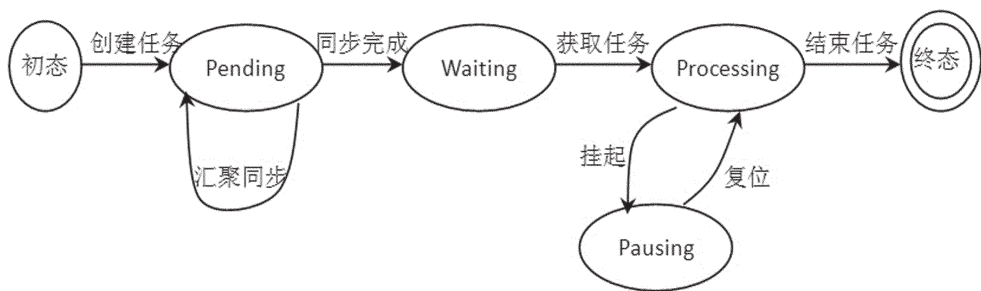 初态
创建任务
Pending
同步完成
Waiting
获取任务
Processing
结束任务
终态
汇聚同步
挂起
复位
Pausing